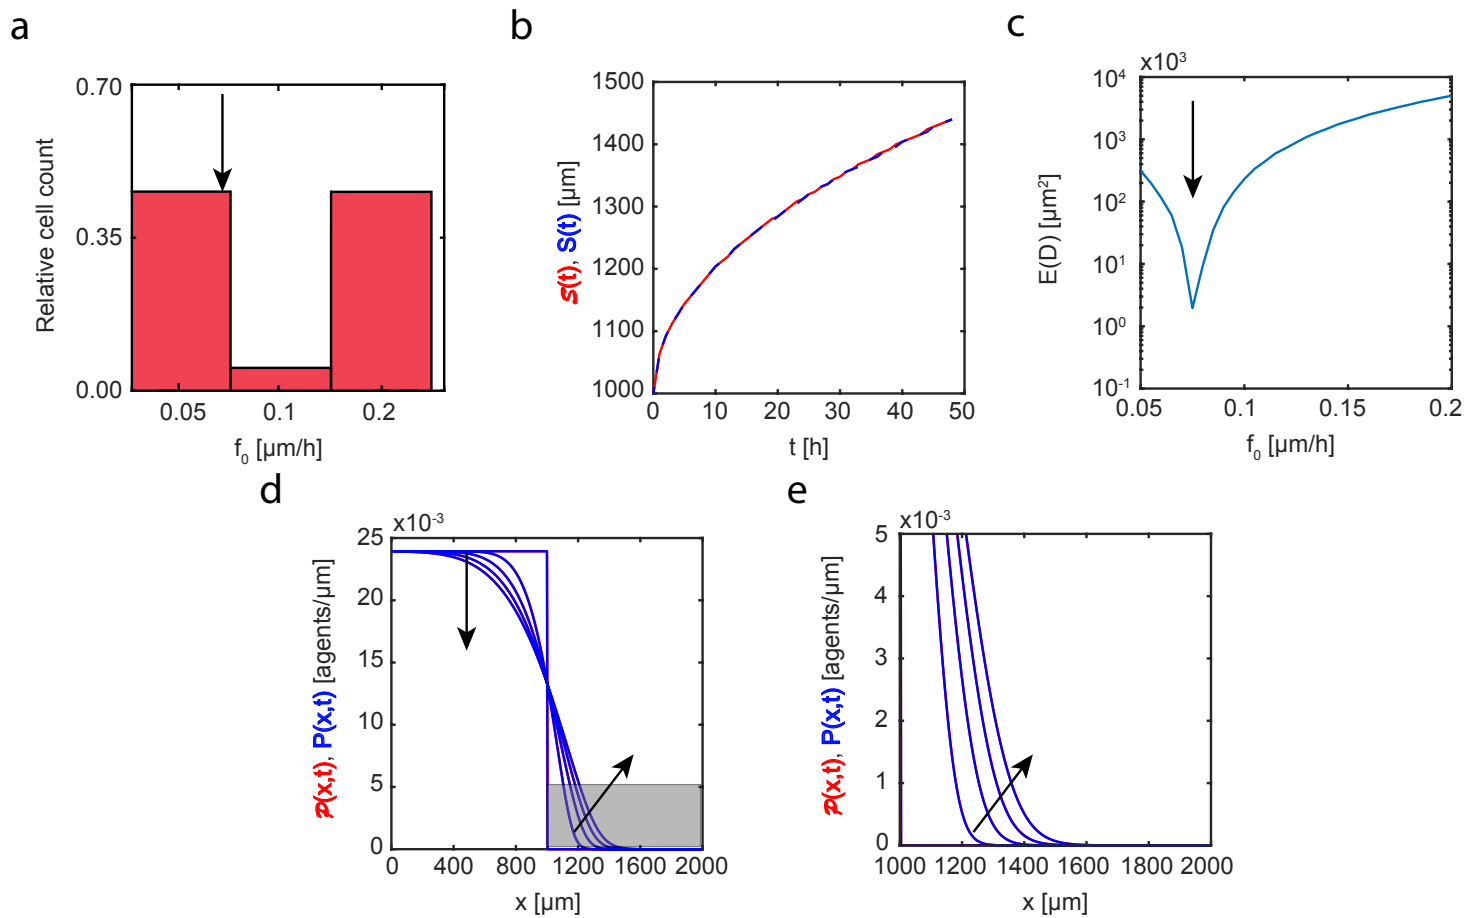 a
0.70
0.35
0.00
Relative cell count
0.05 0.1 0.2
f₀ [µm/h]
b
1500
1400
1300
1200
1100
1000
𝓢(t), S(t) [µm]
0 10 20 30 40 50
t [h]
c
x10³
10⁴
10³
10²
10¹
10⁰
10⁻¹
E(D) [µm²]
0.05 0.1 0.15 0.2
f₀ [µm/h]
d
x10⁻³
25
20
15
10
5
0
𝓟(x,t), P(x,t) [agents/µm]
0 400 800 1200 1600 2000
x [µm]
e
x10⁻³
5
4
3
2
1
0
𝓟(x,t), P(x,t) [agents/µm]
1000 1200 1400 1600 1800 2000
x [µm]